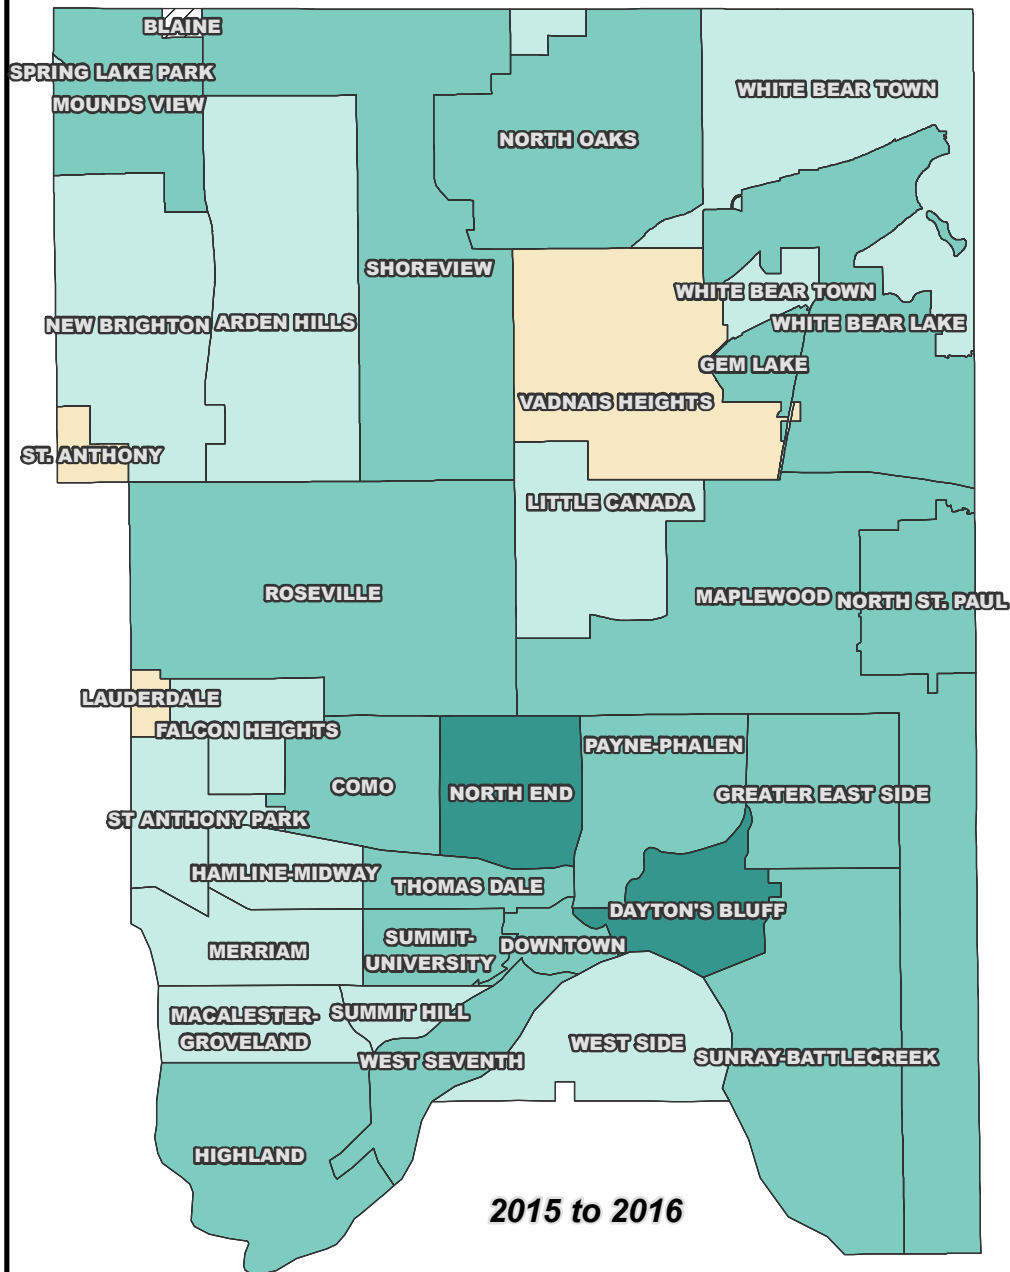 BLAINE
SPRING LAKE PARK
WHITE BEAR TOWN
MOUNDS VIEW
NORTH OAKS
SHOREVIEW
WHITE BEAR TOWN
NEW BRIGHTON
ARDEN HILLS
WHITE BEAR LAKE
GEM LAKE
VADNAIS HEIGHTS
ST. ANTHONY
LITTLE CANADA
ROSEVILLE
MAPLEWOOD
NORTH ST. PAUL
LAUDERDALE
FALCON HEIGHTS
PAYNE-PHALEN
COMO
NORTH END
GREATER EAST SIDE
ST ANTHONY PARK
HAMLINE-MIDWAY
THOMAS DALE
DAYTON'S BLUFF
MERRIAM
SUMMIT-
UNIVERSITY
DOWNTOWN
MACALESTER-
GROVELAND
SUMMIT HILL
WEST SIDE
WEST SEVENTH
SUNRAY-BATTLECREEK
HIGHLAND
2015 to 2016